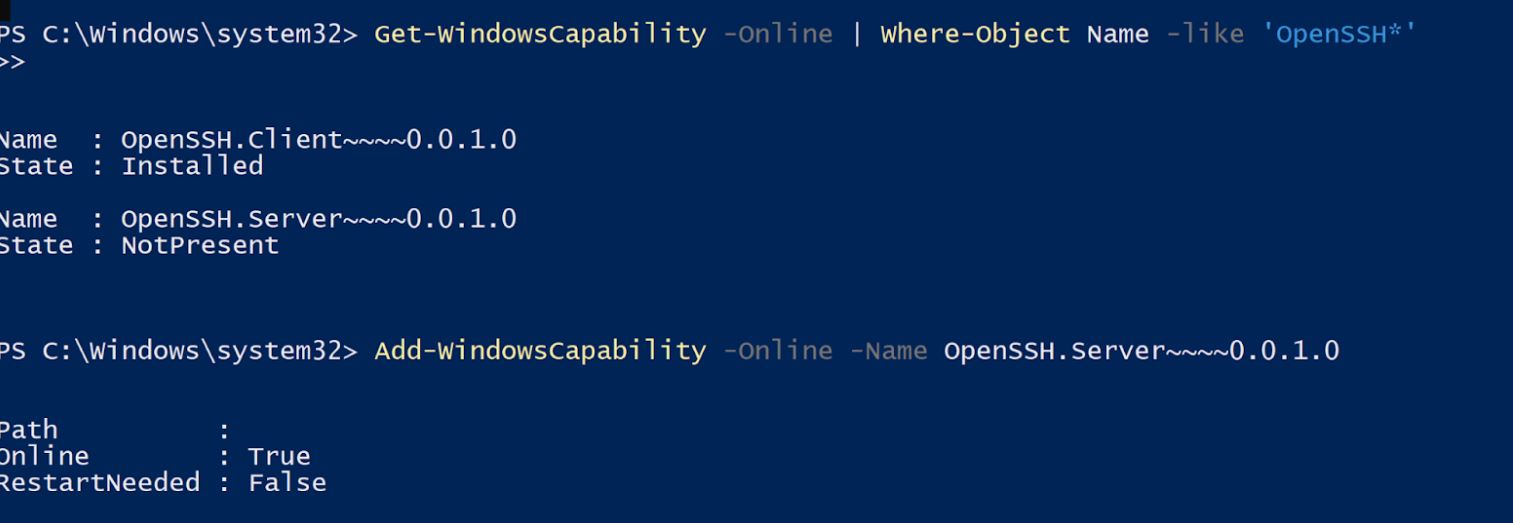 PS C:\Windows\system32> Get-WindowsCapability -Online | Where-Object Name -like 'OpenSSH*'
>>
Name  : OpenSSH.Client~~~~0.0.1.0
State : Installed
Name  : OpenSSH.Server~~~~0.0.1.0
State : NotPresent
PS C:\Windows\system32> Add-WindowsCapability -Online -Name OpenSSH.Server~~~~0.0.1.0
Path          :
Online        : True
RestartNeeded : False